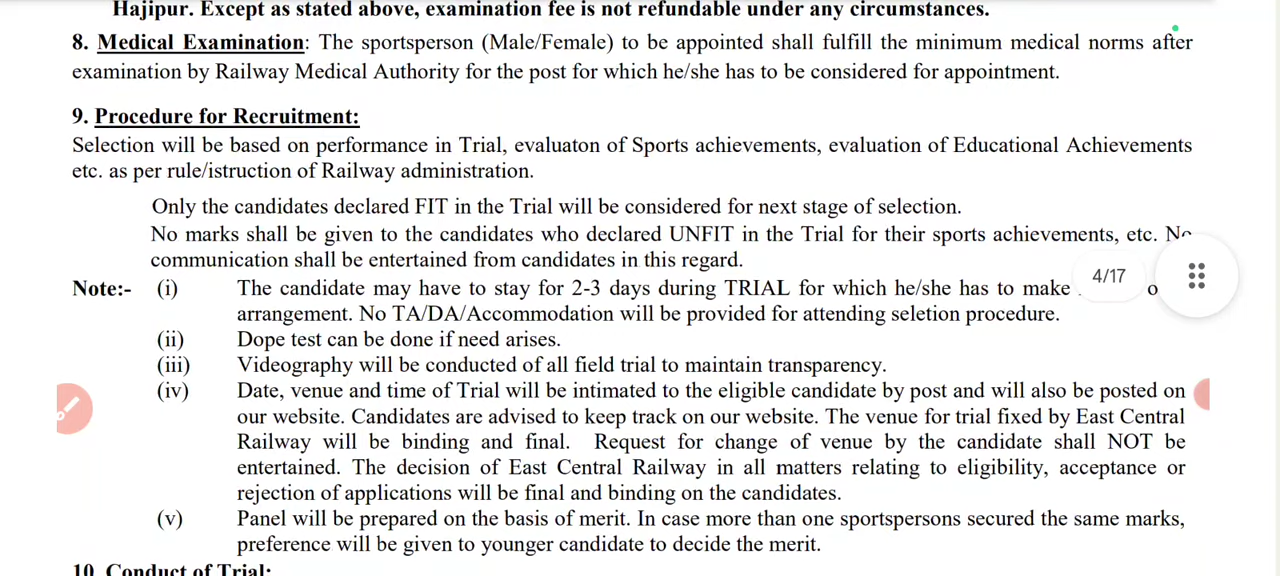 Hajipur. Except as stated above, examination fee is not refundable under any circumstances.
8. Medical Examination: The sportsperson (Male/Female) to be appointed shall fulfill the minimum medical norms after
examination by Railway Medical Authority for the post for which he/she has to be considered for appointment.
9. Procedure for Recruitment:
Selection will be based on performance in Trial, evaluaton of Sports achievements, evaluation of Educational Achievements
etc. as per rule/istruction of Railway administration.
Only the candidates declared FIT in the Trial will be considered for next stage of selection.
No marks shall be given to the candidates who declared UNFIT in the Trial for their sports achievements, etc. No
communication shall be entertained from candidates in this regard.
Note:- (i) The candidate may have to stay for 2-3 days during TRIAL for which he/she has to make
4/17
arrangement. No TA/DA/Accommodation will be provided for attending seletion procedure.
(ii) Dope test can be done if need arises.
(iii) Videography will be conducted of all field trial to maintain transparency.
(iv) Date, venue and time of Trial will be intimated to the eligible candidate by post and will also be posted on
our website. Candidates are advised to keep track on our website. The venue for trial fixed by East Central
Railway will be binding and final. Request for change of venue by the candidate shall NOT be
entertained. The decision of East Central Railway in all matters relating to eligibility, acceptance or
rejection of applications will be final and binding on the candidates.
(v) Panel will be prepared on the basis of merit. In case more than one sportspersons secured the same marks,
preference will be given to younger candidate to decide the merit.
10. Conduct of Trial: